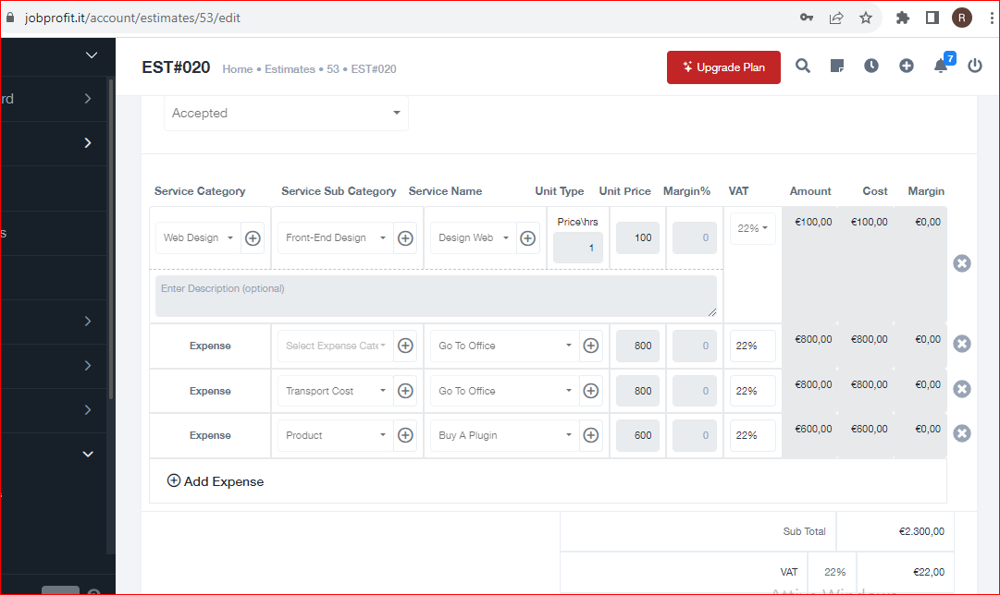 jobprofit.it/account/estimates/53/edit
R
EST#020 Home • Estimates • 53 • EST#020
Upgrade Plan
7
rd
s
Accepted
Service Category Service Sub Category Service Name Unit Type Unit Price Margin% VAT Amount Cost Margin
Web Design Front-End Design Design Web Price\hrs 1 100 0 22% €100,00 €100,00 €0,00
Enter Description (optional)
Expense Select Expense Cate Go To Office 800 0 22% €800,00 €800,00 €0,00
Expense Transport Cost Go To Office 800 0 22% €800,00 €800,00 €0,00
Expense Product Buy A Plugin 600 0 22% €600,00 €600,00 €0,00
Add Expense
Sub Total €2.300,00
VAT 22% €22,00